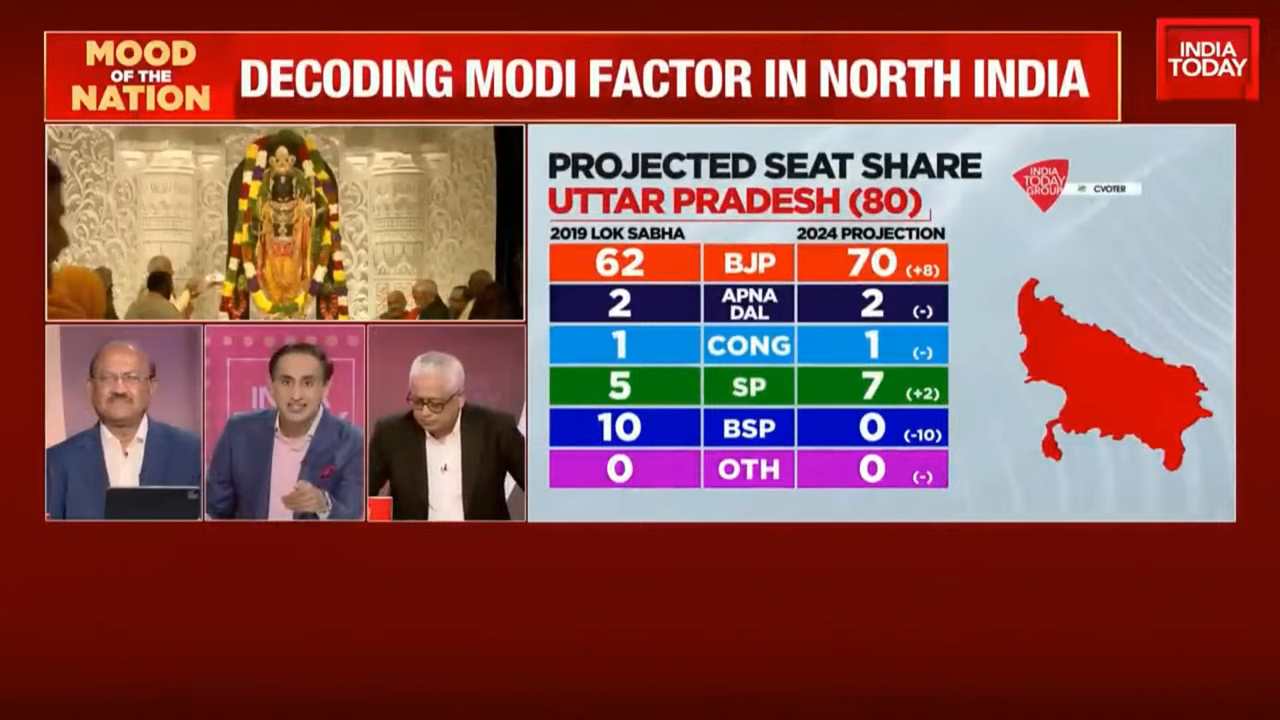 MOOD
OF THE
NATION
DECODING MODI FACTOR IN NORTH INDIA
INDIA
TODAY
PROJECTED SEAT SHARE
UTTAR PRADESH (80)
INDIA
TODAY
GROUP
CVOTER
2019 LOK SABHA 2024 PROJECTION
62 BJP 70 (+8)
2 APNA DAL 2 (-)
1 CONG 1 (-)
5 SP 7 (+2)
10 BSP 0 (-10)
0 OTH 0 (-)